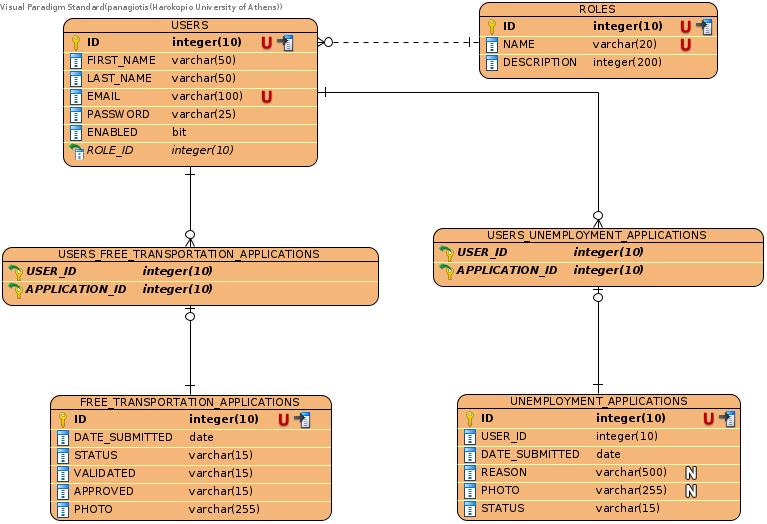 Visual Paradigm Standard(panagiotis(Harokopio University of Athens))
USERS
ID integer(10) U
FIRST_NAME varchar(50)
LAST_NAME varchar(50)
EMAIL varchar(100) U
PASSWORD varchar(25)
ENABLED bit
ROLE_ID integer(10)
ROLES
ID integer(10) U
NAME varchar(20) U
DESCRIPTION integer(200)
USERS_FREE_TRANSPORTATION_APPLICATIONS
USER_ID integer(10)
APPLICATION_ID integer(10)
USERS_UNEMPLOYMENT_APPLICATIONS
USER_ID integer(10)
APPLICATION_ID integer(10)
FREE_TRANSPORTATION_APPLICATIONS
ID integer(10) U
DATE_SUBMITTED date
STATUS varchar(15)
VALIDATED varchar(15)
APPROVED varchar(15)
PHOTO varchar(255)
UNEMPLOYMENT_APPLICATIONS
ID integer(10) U
USER_ID integer(10)
DATE_SUBMITTED date
REASON varchar(500) N
PHOTO varchar(255) N
STATUS varchar(15)